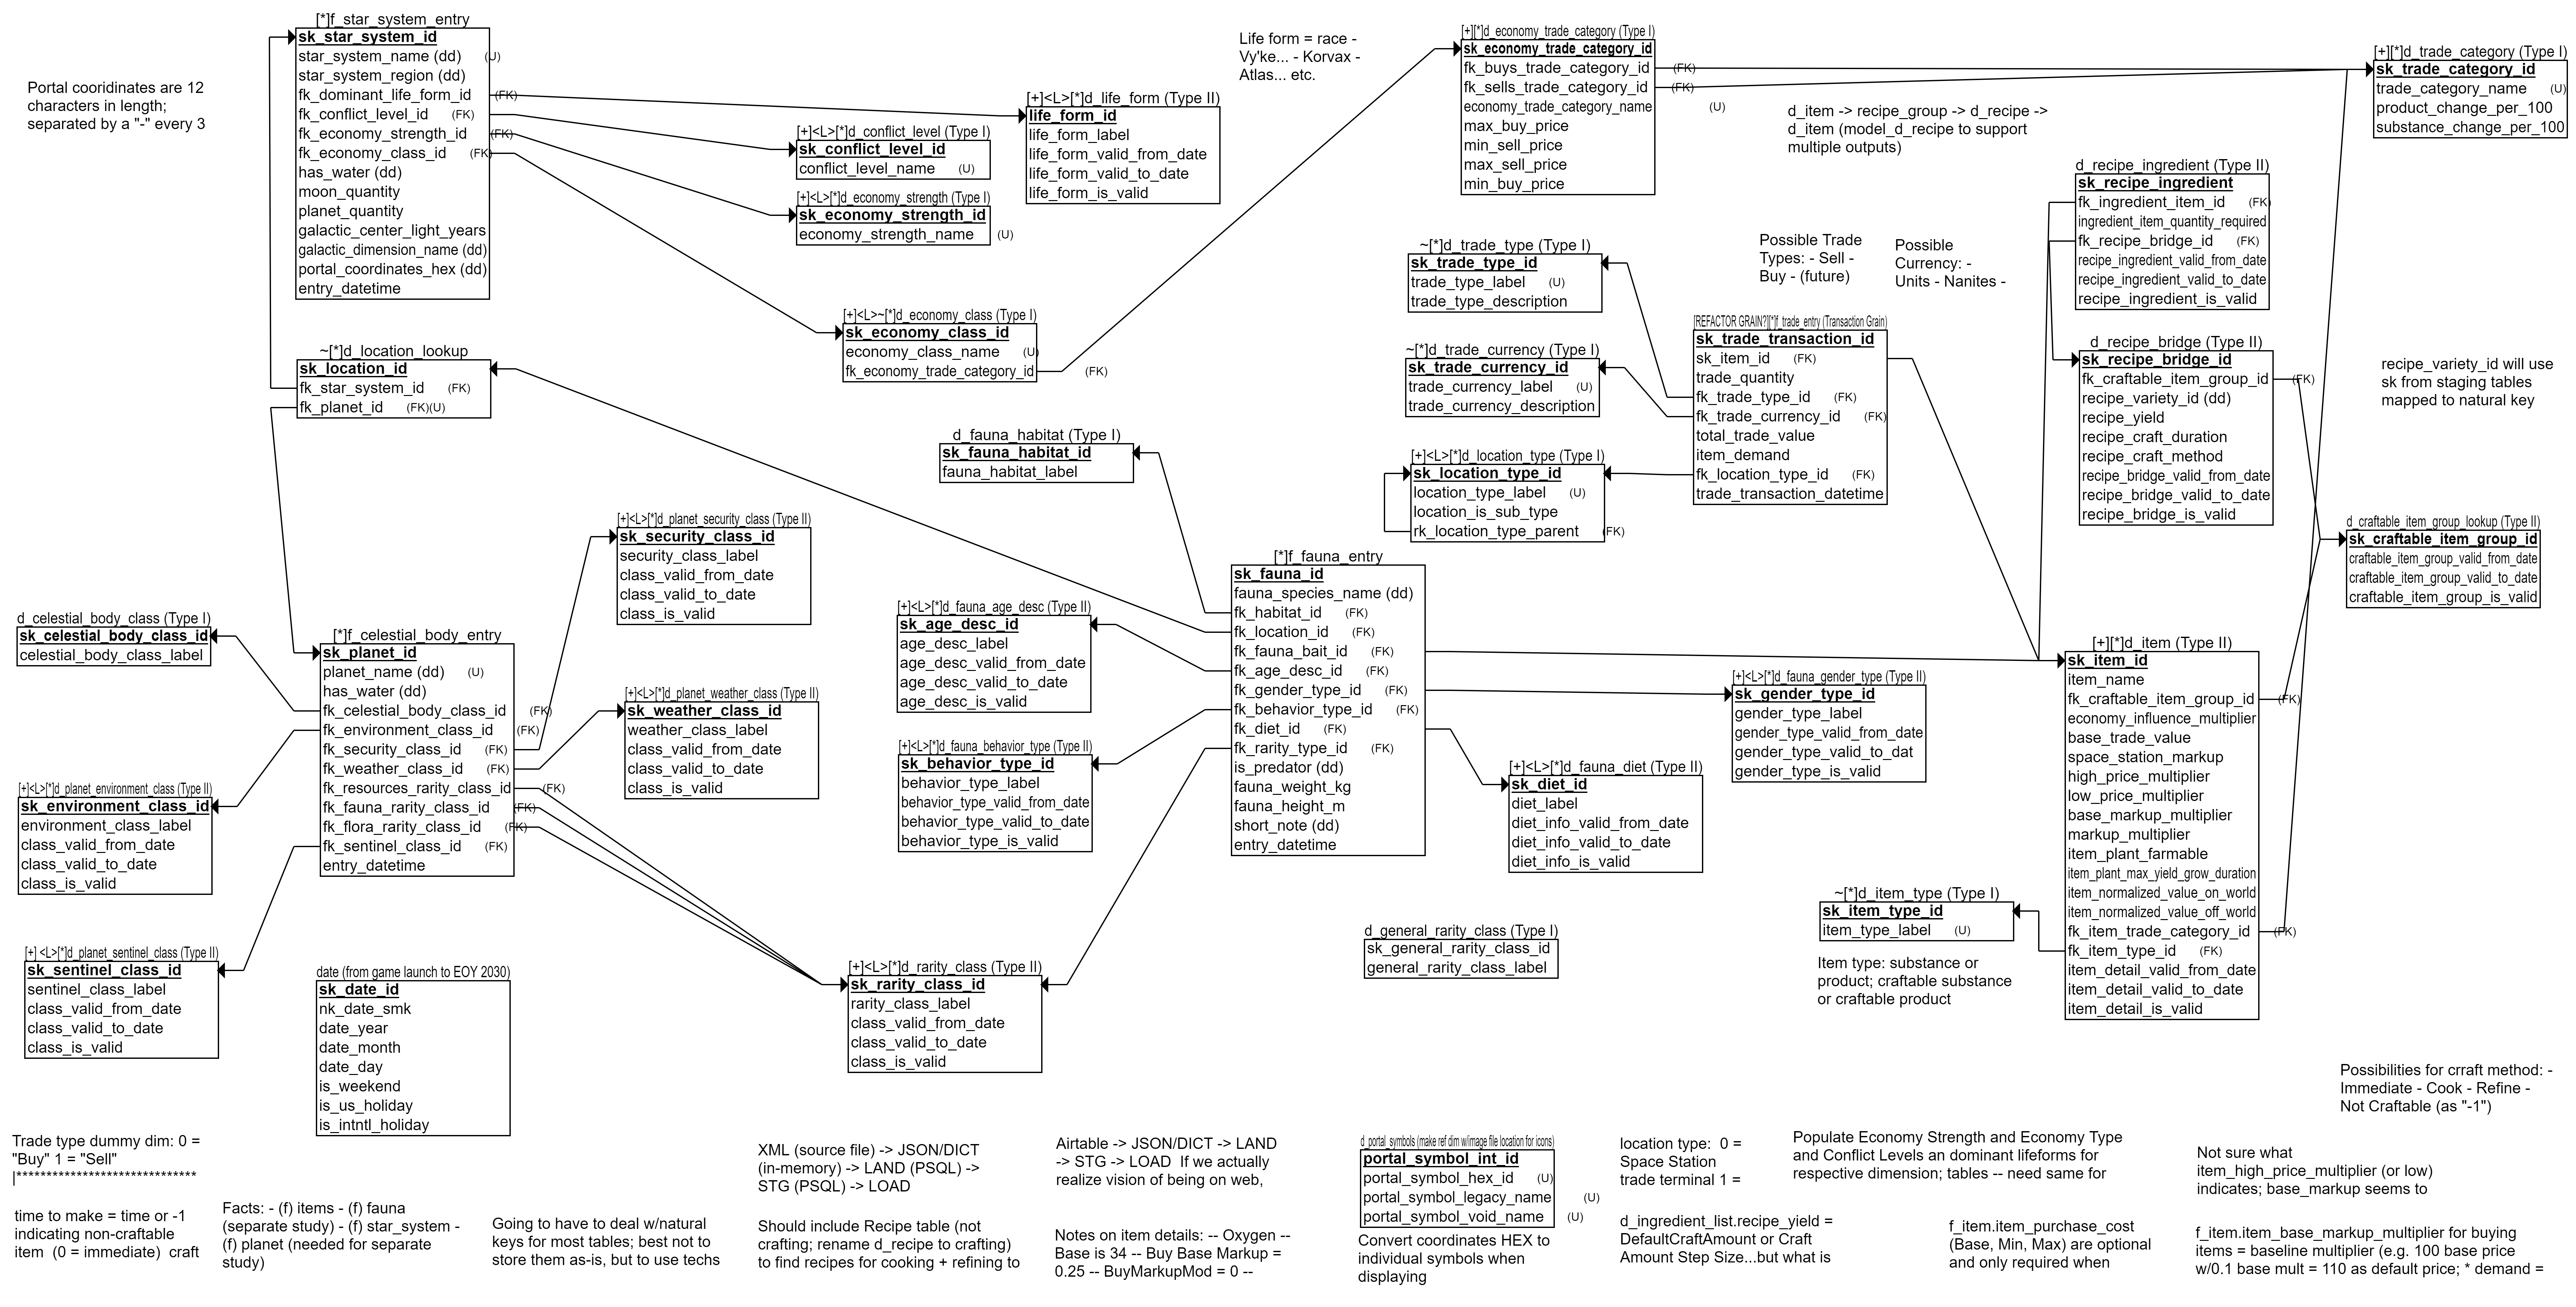 Portal cooridinates are 12
characters in length;
separated by a "-" every 3
[*]f_star_system_entry
sk_star_system_id
star_system_name (dd) (U)
star_system_region (dd)
fk_dominant_life_form_id (FK)
fk_conflict_level_id (FK)
fk_economy_strength_id (FK)
fk_economy_class_id (FK)
has_water (dd)
moon_quantity
planet_quantity
galactic_center_light_years
galactic_dimension_name (dd)
portal_coordinates_hex (dd)
entry_datetime
[+]<L>[*]d_conflict_level (Type I)
sk_conflict_level_id
conflict_level_name (U)
[+]<L>[*]d_economy_strength (Type I)
sk_economy_strength_id
economy_strength_name (U)
[+]<L>[*]d_life_form (Type II)
life_form_id
life_form_label
life_form_valid_from_date
life_form_valid_to_date
life_form_is_valid
Life form = race -
Vy'ke... - Korvax -
Atlas... etc.
[+][*]d_economy_trade_category (Type I)
sk_economy_trade_category_id
fk_buys_trade_category_id (FK)
fk_sells_trade_category_id (FK)
economy_trade_category_name (U)
max_buy_price
min_sell_price
max_sell_price
min_buy_price
d_item -> recipe_group -> d_recipe ->
d_item (model_d_recipe to support
multiple outputs)
[+][*]d_trade_category (Type I)
sk_trade_category_id
trade_category_name (U)
product_change_per_100
substance_change_per_100
d_recipe_ingredient (Type II)
sk_recipe_ingredient
fk_ingredient_item_id (FK)
ingredient_item_quantity_required
fk_recipe_bridge_id (FK)
recipe_ingredient_valid_from_date
recipe_ingredient_valid_to_date
recipe_ingredient_is_valid
~[*]d_trade_type (Type I)
sk_trade_type_id
trade_type_label (U)
trade_type_description
Possible Trade
Types: - Sell -
Buy - (future)
Possible
Currency: -
Units - Nanites -
[+]<L>~[*]d_economy_class (Type I)
sk_economy_class_id
economy_class_name (U)
fk_economy_trade_category_id (FK)
~[*]d_location_lookup
sk_location_id
fk_star_system_id (FK)
fk_planet_id (FK)(U)
~[*]d_trade_currency (Type I)
sk_trade_currency_id
trade_currency_label (U)
trade_currency_description
[REFACTOR GRAIN?][*]f_trade_entry (Transaction Grain)
sk_trade_transaction_id
sk_item_id (FK)
trade_quantity
fk_trade_type_id (FK)
fk_trade_currency_id (FK)
total_trade_value
item_demand
fk_location_type_id (FK)
trade_transaction_datetime
d_recipe_bridge (Type II)
sk_recipe_bridge_id
fk_craftable_item_group_id (FK)
recipe_variety_id (dd)
recipe_yield
recipe_craft_duration
recipe_craft_method
recipe_bridge_valid_from_date
recipe_bridge_valid_to_date
recipe_bridge_is_valid
recipe_variety_id will use
sk from staging tables
mapped to natural key
d_fauna_habitat (Type I)
sk_fauna_habitat_id
fauna_habitat_label
[+]<L>[*]d_location_type (Type I)
sk_location_type_id
location_type_label (U)
location_is_sub_type
rk_location_type_parent (FK)
d_craftable_item_group_lookup (Type II)
sk_craftable_item_group_id
craftable_item_group_valid_from_date
craftable_item_group_valid_to_date
craftable_item_group_is_valid
[+]<L>[*]d_planet_security_class (Type II)
sk_security_class_id
security_class_label
class_valid_from_date
class_valid_to_date
class_is_valid
[*]f_fauna_entry
sk_fauna_id
fauna_species_name (dd)
fk_habitat_id (FK)
fk_location_id (FK)
fk_fauna_bait_id (FK)
fk_age_desc_id (FK)
fk_gender_type_id (FK)
fk_behavior_type_id (FK)
fk_diet_id (FK)
fk_rarity_type_id (FK)
is_predator (dd)
fauna_weight_kg
fauna_height_m
short_note (dd)
entry_datetime
d_celestial_body_class (Type I)
sk_celestial_body_class_id
celestial_body_class_label
[*]f_celestial_body_entry
sk_planet_id
planet_name (dd) (U)
has_water (dd)
fk_celestial_body_class_id (FK)
fk_environment_class_id (FK)
fk_security_class_id (FK)
fk_weather_class_id (FK)
fk_resources_rarity_class_id (FK)
fk_fauna_rarity_class_id (FK)
fk_flora_rarity_class_id (FK)
fk_sentinel_class_id (FK)
entry_datetime
[+]<L>[*]d_fauna_age_desc (Type II)
sk_age_desc_id
age_desc_label
age_desc_valid_from_date
age_desc_valid_to_date
age_desc_is_valid
[+]<L>[*]d_planet_weather_class (Type II)
sk_weather_class_id
weather_class_label
class_valid_from_date
class_valid_to_date
class_is_valid
[+]<L>[*]d_fauna_behavior_type (Type II)
sk_behavior_type_id
behavior_type_label
behavior_type_valid_from_date
behavior_type_valid_to_date
behavior_type_is_valid
[+]<L>[*]d_fauna_gender_type (Type II)
sk_gender_type_id
gender_type_label
gender_type_valid_from_date
gender_type_valid_to_dat
gender_type_is_valid
[+]<L>[*]d_fauna_diet (Type II)
sk_diet_id
diet_label
diet_info_valid_from_date
diet_info_valid_to_date
diet_info_is_valid
[+][*]d_item (Type II)
sk_item_id
item_name
fk_craftable_item_group_id (FK)
economy_influence_multiplier
base_trade_value
space_station_markup
high_price_multiplier
low_price_multiplier
base_markup_multiplier
markup_multiplier
item_plant_farmable
item_plant_max_yield_grow_duration
item_normalized_value_on_world
item_normalized_value_off_world
fk_item_trade_category_id (FK)
fk_item_type_id (FK)
item_detail_valid_from_date
item_detail_valid_to_date
item_detail_is_valid
[+]<L>[*]d_planet_environment_class (Type II)
sk_environment_class_id
environment_class_label
class_valid_from_date
class_valid_to_date
class_is_valid
~[*]d_item_type (Type I)
sk_item_type_id
item_type_label (U)
Item type: substance or
product; craftable substance
or craftable product
d_general_rarity_class (Type I)
sk_general_rarity_class_id
general_rarity_class_label
[+] <L>[*]d_planet_sentinel_class (Type II)
sk_sentinel_class_id
sentinel_class_label
class_valid_from_date
class_valid_to_date
class_is_valid
date (from game launch to EOY 2030)
sk_date_id
nk_date_smk
date_year
date_month
date_day
is_weekend
is_us_holiday
is_intntl_holiday
[+]<L>[*]d_rarity_class (Type II)
sk_rarity_class_id
rarity_class_label
class_valid_from_date
class_valid_to_date
class_is_valid
Possibilities for crraft method: -
Immediate - Cook - Refine -
Not Craftable (as "-1")
Trade type dummy dim: 0 =
"Buy" 1 = "Sell"
|******************************
time to make = time or -1
indicating non-craftable
item (0 = immediate) craft
Facts: - (f) items - (f) fauna
(separate study) - (f) star_system -
(f) planet (needed for separate
study)
Going to have to deal w/natural
keys for most tables; best not to
store them as-is, but to use techs
XML (source file) -> JSON/DICT
(in-memory) -> LAND (PSQL) ->
STG (PSQL) -> LOAD
Should include Recipe table (not
crafting; rename d_recipe to crafting)
to find recipes for cooking + refining to
Airtable -> JSON/DICT -> LAND
-> STG -> LOAD If we actually
realize vision of being on web,
Notes on item details: -- Oxygen --
Base is 34 -- Buy Base Markup =
0.25 -- BuyMarkupMod = 0 --
d_portal_symbols (make ref dim w/image file location for icons)
portal_symbol_int_id
portal_symbol_hex_id (U)
portal_symbol_legacy_name (U)
portal_symbol_void_name (U)
Convert coordinates HEX to
individual symbols when
displaying
location type: 0 =
Space Station
trade terminal 1 =
d_ingredient_list.recipe_yield =
DefaultCraftAmount or Craft
Amount Step Size...but what is
Populate Economy Strength and Economy Type
and Conflict Levels an dominant lifeforms for
respective dimension; tables -- need same for
f_item.item_purchase_cost
(Base, Min, Max) are optional
and only required when
Not sure what
item_high_price_multiplier (or low)
indicates; base_markup seems to
f_item.item_base_markup_multiplier for buying
items = baseline multiplier (e.g. 100 base price
w/0.1 base mult = 110 as default price; * demand =